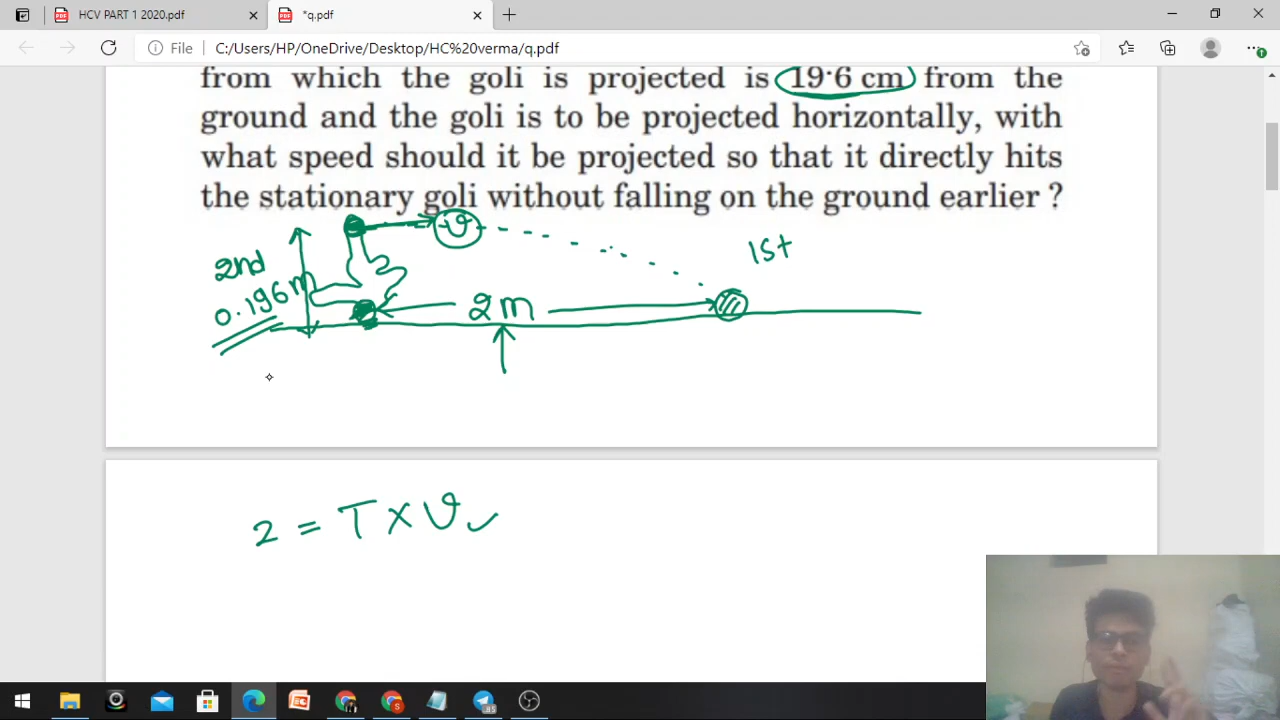 HCV PART 1 2020.pdf
*q.pdf
File
C:/Users/HP/OneDrive/Desktop/HC%20verma/q.pdf
from which the goli is projected is 19·6 cm from the
ground and the goli is to be projected horizontally, with
what speed should it be projected so that it directly hits
the stationary goli without falling on the ground earlier ?
v
1st
2nd
0.196m
2m
2 = T × v
85